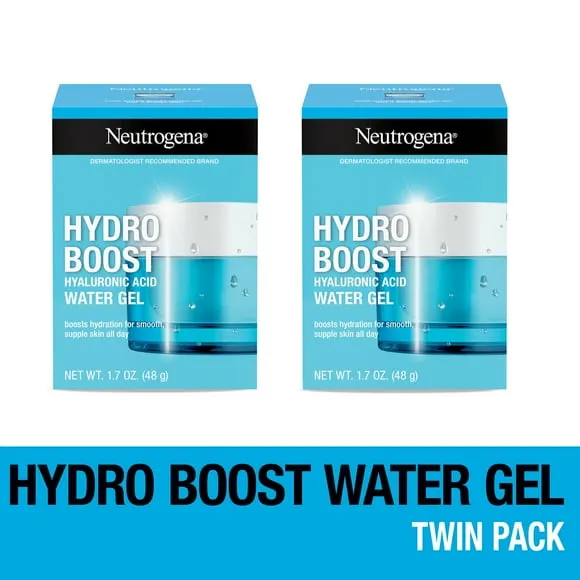 Neutrogena®
DERMATOLOGIST RECOMMENDED BRAND
HYDRO
BOOST
HYALURONIC ACID
WATER GEL
boosts hydration for smooth,
supple skin all day
NET WT. 1.7 OZ. (48 g)
Neutrogena®
DERMATOLOGIST RECOMMENDED BRAND
HYDRO
BOOST
HYALURONIC ACID
WATER GEL
boosts hydration for smooth,
supple skin all day
NET WT. 1.7 OZ. (48 g)
HYDRO BOOST WATER GEL
TWIN PACK